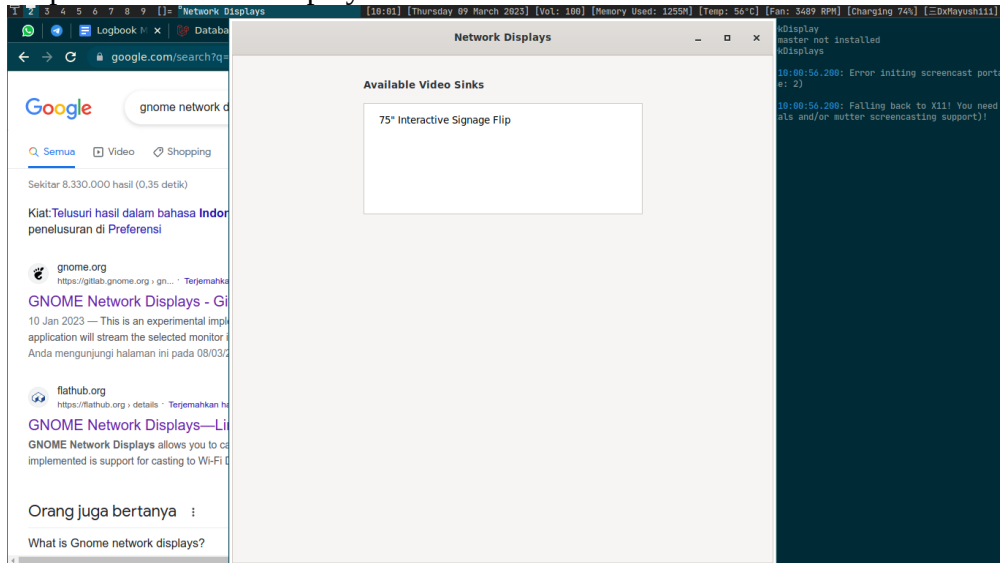 1 2 3 4 5 6 7 8 9 []= Network Displays [10:01] [Thursday 09 March 2023] [Vol: 100] [Memory Used: 1255M] [Temp: 56°C] [Fan: 3489 RPM] [Charging 74%] [DxMayushiii]
Logbook M
Databa
google.com/search?q=
Google
gnome network d
Semua Video Shopping
Sekitar 8.330.000 hasil (0,35 detik)
Kiat:Telusuri hasil dalam bahasa Indor
penelusuran di Preferensi
gnome.org
https://gitlab.gnome.org › gn... · Terjemahka
GNOME Network Displays - Gi
10 Jan 2023 — This is an experimental imple
application will stream the selected monitor i
Anda mengunjungi halaman ini pada 08/03/2
flathub.org
https://flathub.org › details · Terjemahkan ha
GNOME Network Displays—Li
GNOME Network Displays allows you to ca
implemented is support for casting to Wi-Fi D
Orang juga bertanya
What is Gnome network displays?
Network Displays
Available Video Sinks
75" Interactive Signage Flip
kDisplay
master not installed
kDisplays
10:00:56.200: Error initing screencast porta
e: 2)
10:00:56.200: Falling back to X11! You need
als and/or mutter screencasting support)!